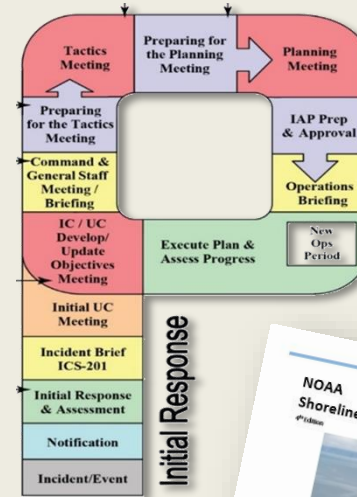 Tactics
Meeting
Preparing for
the Planning
Meeting
Planning
Meeting
Preparing
for the Tactics
Meeting
IAP Prep
& Approval
Command &
General Staff
Meeting /
Briefing
Operations
Briefing
IC / UC
Develop/
Update
Objectives
Meeting
Execute Plan &
Assess Progress
New
Ops
Period
Initial UC
Meeting
Incident Brief
ICS-201
Initial Response
& Assessment
Notification
Incident/Event
Initial Response
NOAA
Shoreline
4th Edition